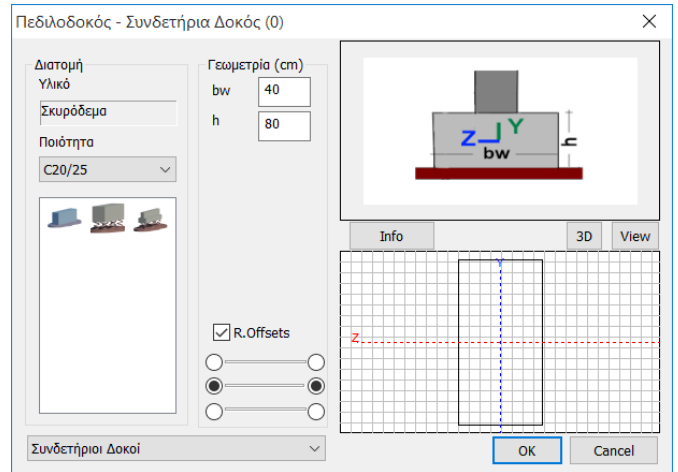 Πεδιλοδοκός - Συνδετήρια Δοκός (0)
Διατομή
Υλικό
Σκυρόδεμα
Ποιότητα
C20/25
Γεωμετρία (cm)
bw 40
h 80
R.Offsets
Συνδετήριοι Δοκοί
Z Y
bw
h
Info 3D View
Y
Z
OK Cancel